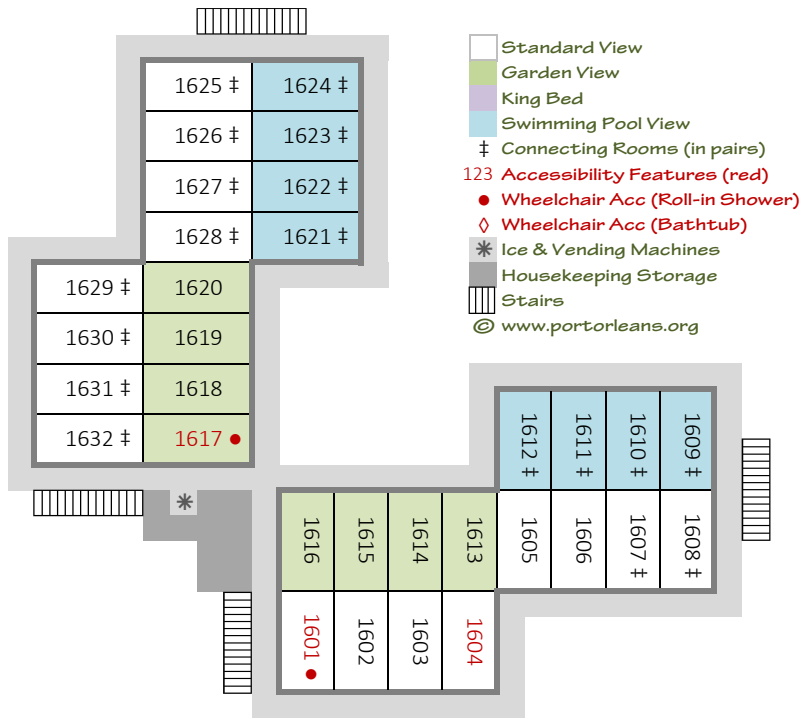 Standard View
Garden View
King Bed
Swimming Pool View
‡ Connecting Rooms (in pairs)
123 Accessibility Features (red)
● Wheelchair Acc (Roll-in Shower)
◊ Wheelchair Acc (Bathtub)
✳ Ice & Vending Machines
Housekeeping Storage
Stairs
© www.portorleans.org
1625 ‡ 1624 ‡
1626 ‡ 1623 ‡
1627 ‡ 1622 ‡
1628 ‡ 1621 ‡
1629 ‡ 1620
1630 ‡ 1619
1631 ‡ 1618
1632 ‡ 1617 ●
✳
1612 ‡ 1611 ‡ 1610 ‡ 1609 ‡
1616 1615 1614 1613 1605 1606 1607 ‡ 1608 ‡
1601 ● 1602 1603 1604